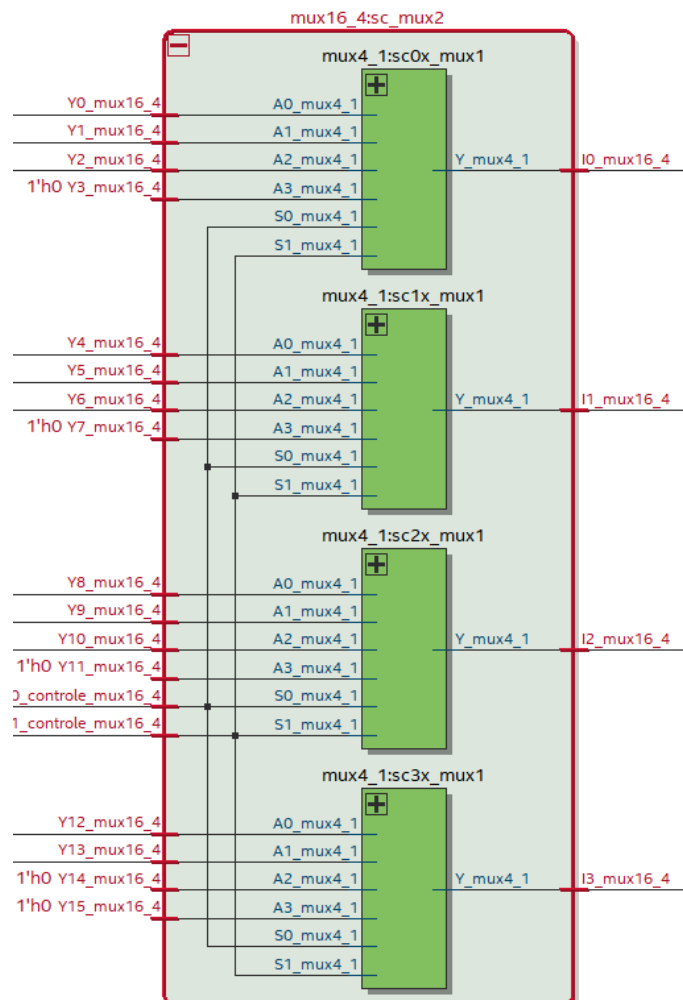 mux16_4:sc_mux2
mux4_1:sc0x_mux1
Y0_mux16_4 A0_mux4_1
Y1_mux16_4 A1_mux4_1
Y2_mux16_4 A2_mux4_1 Y_mux4_1 I0_mux16_4
1'h0 Y3_mux16_4 A3_mux4_1
S0_mux4_1
S1_mux4_1
mux4_1:sc1x_mux1
Y4_mux16_4 A0_mux4_1
Y5_mux16_4 A1_mux4_1
Y6_mux16_4 A2_mux4_1 Y_mux4_1 I1_mux16_4
1'h0 Y7_mux16_4 A3_mux4_1
S0_mux4_1
S1_mux4_1
mux4_1:sc2x_mux1
Y8_mux16_4 A0_mux4_1
Y9_mux16_4 A1_mux4_1
Y10_mux16_4 A2_mux4_1 Y_mux4_1 I2_mux16_4
1'h0 Y11_mux16_4 A3_mux4_1
0_controle_mux16_4 S0_mux4_1
1_controle_mux16_4 S1_mux4_1
mux4_1:sc3x_mux1
Y12_mux16_4 A0_mux4_1
Y13_mux16_4 A1_mux4_1
1'h0 Y14_mux16_4 A2_mux4_1 Y_mux4_1 I3_mux16_4
1'h0 Y15_mux16_4 A3_mux4_1
S0_mux4_1
S1_mux4_1